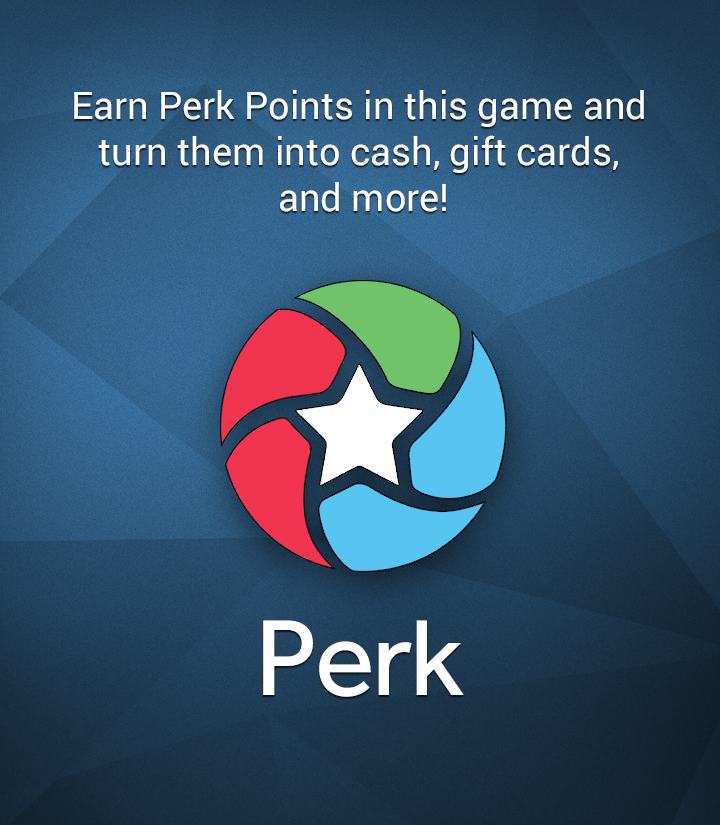 Earn Perk Points in this game and
turn them into cash, gift cards,
and more!
Perk